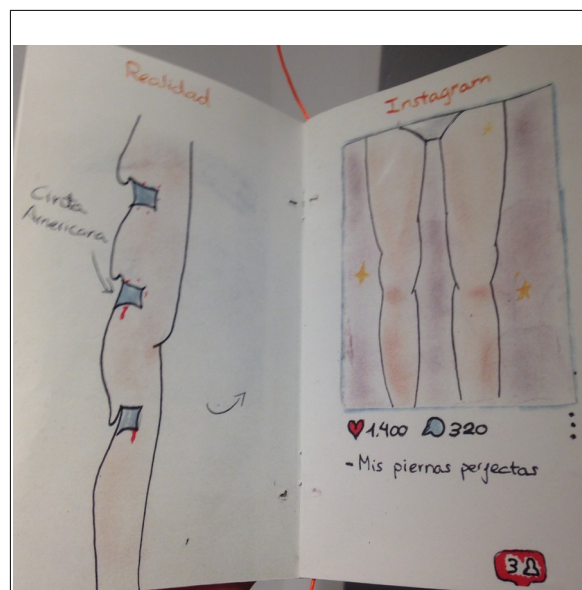 Realidad
Cinta
Americana
Instagram
1.400 320
- Mis piernas perfectas
3